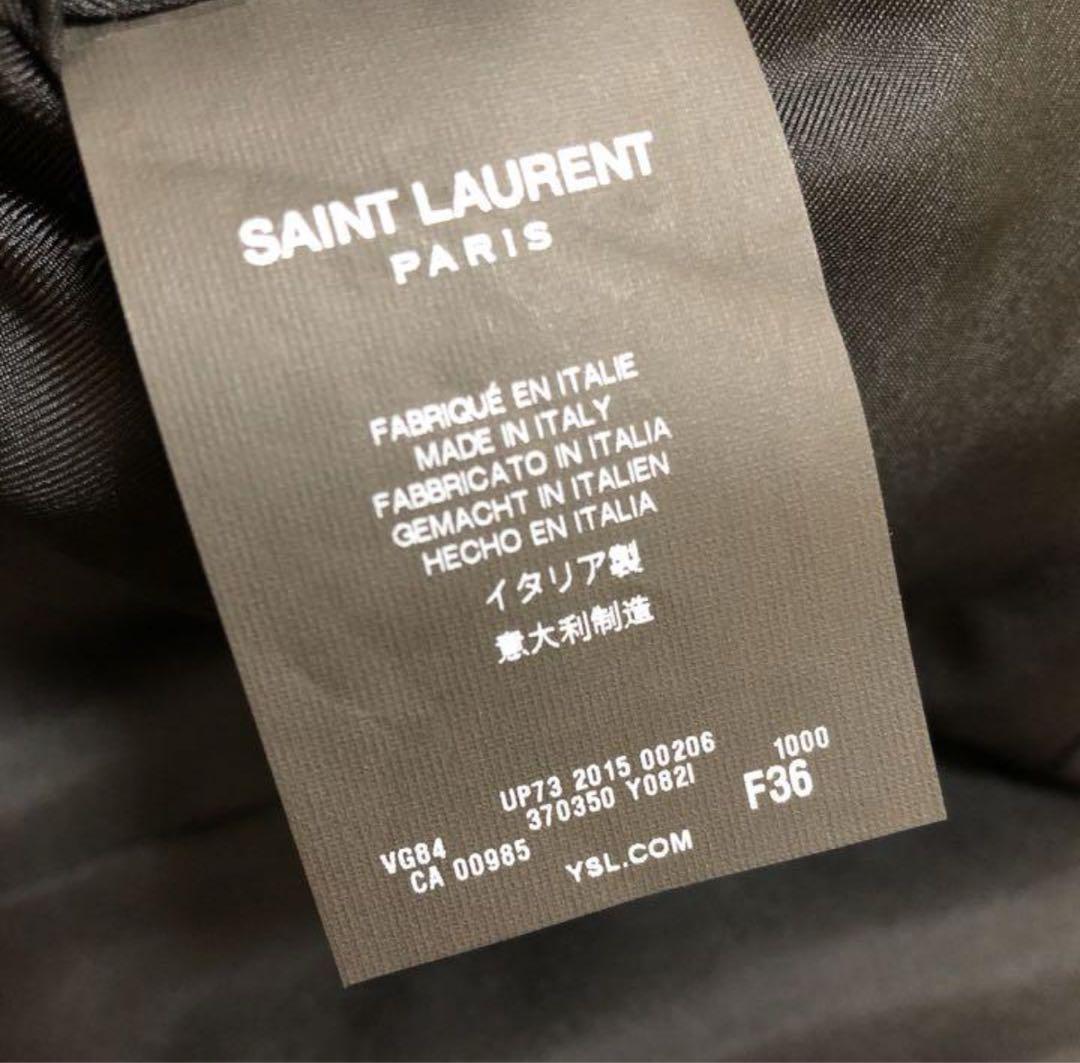 SAINT LAURENT
PARIS
FABRIQUÉ EN ITALIE
MADE IN ITALY
FABBRICATO IN ITALIA
GEMACHT IN ITALIEN
HECHO EN ITALIA
イタリア製
意大利制造
UP73 2015 00206 1000
370350 Y082I F36
VG84
CA 00985 YSL.COM